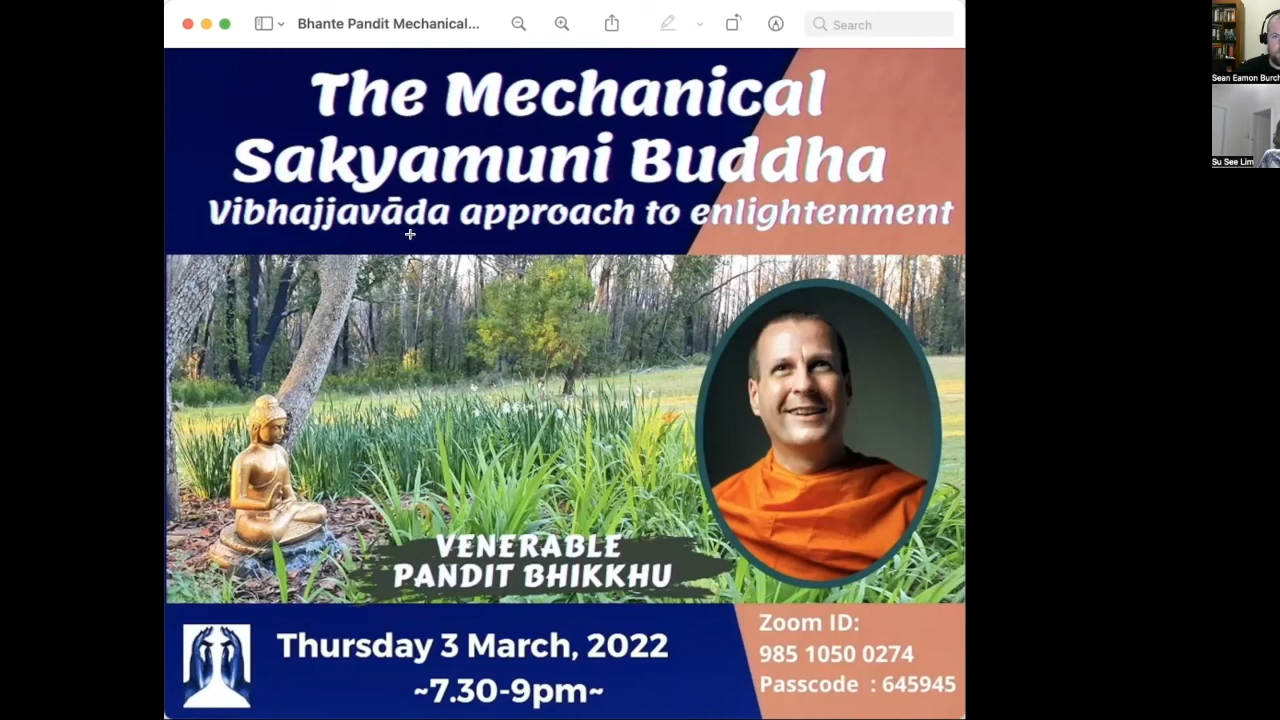 Bhante Pandit Mechanical...
Search
The Mechanical
Sakyamuni Buddha
Vibhajjavāda approach to enlightenment
VENERABLE
PANDIT BHIKKHU
Thursday 3 March, 2022
~7.30-9pm~
Zoom ID:
985 1050 0274
Passcode : 645945
Sean Eamon Burch
Su See Lim